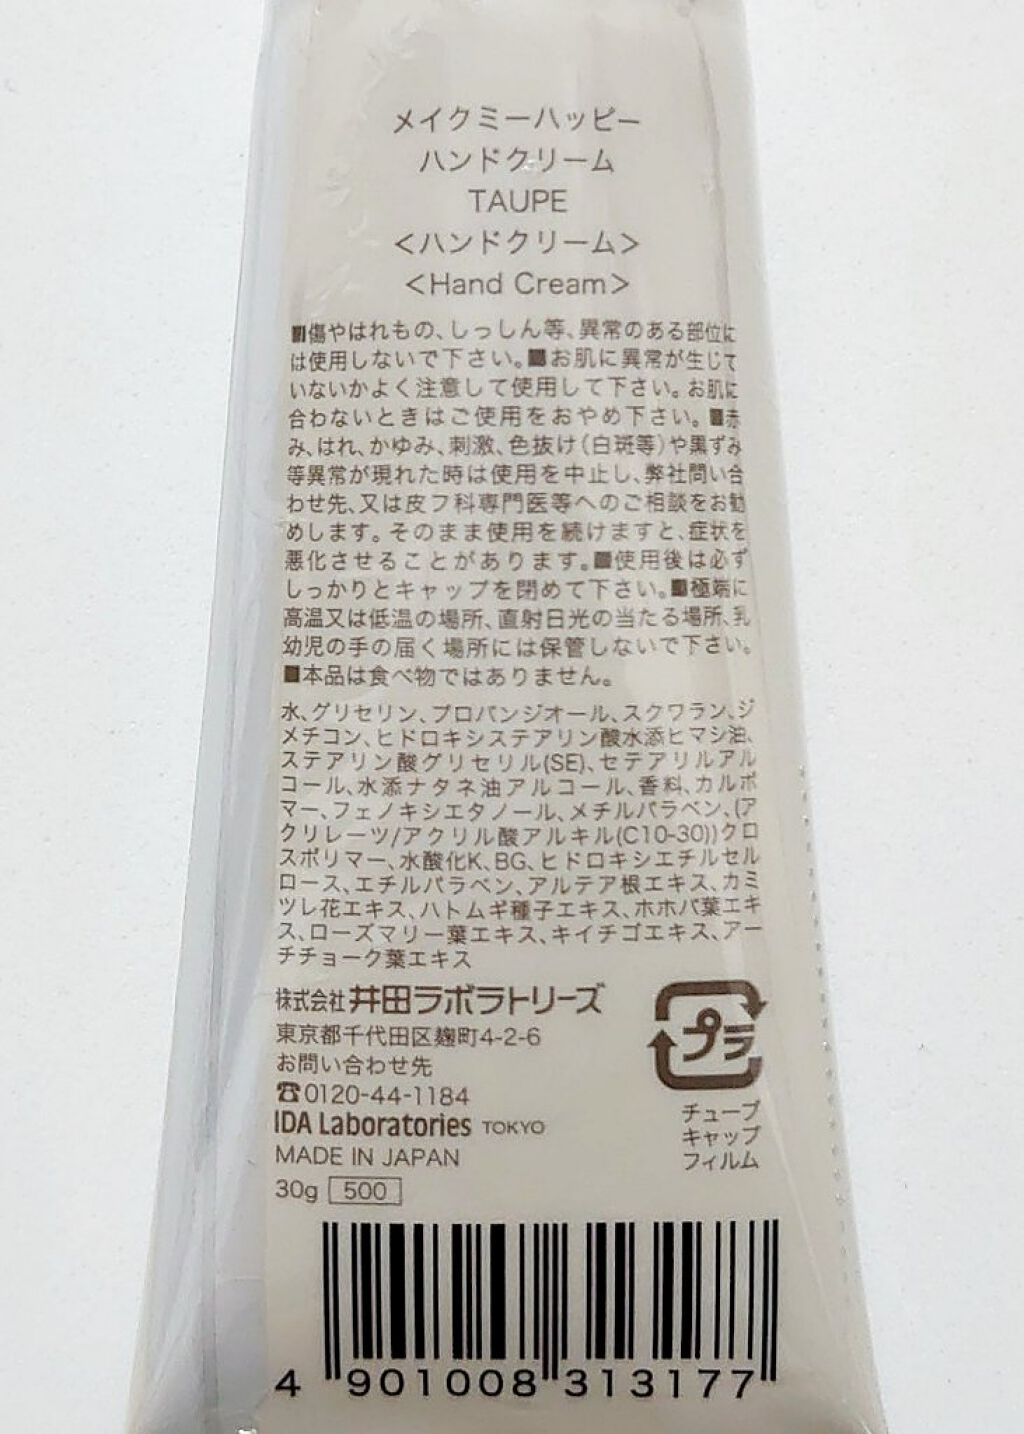 メイクミーハッピー
ハンドクリーム
TAUPE
<ハンドクリーム>
<Hand Cream>
■傷やはれもの、しっしん等、異常のある部位に
は使用しないで下さい。■お肌に異常が生じて
いないかよく注意して使用して下さい。お肌に
合わないときはご使用をおやめ下さい。■赤
み、はれ、かゆみ、刺激、色抜け(白斑等)や黒ずみ
等異常が現れた時は使用を中止し、弊社問い合
わせ先、又は皮フ科専門医等へのご相談をお勧
めします。そのまま使用を続けますと、症状を
悪化させることがあります。■使用後は必ず
しっかりとキャップを閉めて下さい。■極端に
高温又は低温の場所、直射日光の当たる場所、乳
幼児の手の届く場所には保管しないで下さい。
■本品は食べ物ではありません。
水、グリセリン、プロパンジオール、スクワラン、ジ
メチコン、ヒドロキシステアリン酸水添ヒマシ油、
ステアリン酸グリセリル(SE)、セテアリルアル
コール、水添ナタネ油アルコール、香料、カルボ
マー、フェノキシエタノール、メチルパラベン、(ア
クリレーツ/アクリル酸アルキル(C10-30))クロ
スポリマー、水酸化K、BG、ヒドロキシエチルセル
ロース、エチルパラベン、アルテア根エキス、カミ
ツレ花エキス、ハトムギ種子エキス、ホホバ葉エキ
ス、ローズマリー葉エキス、キイチゴエキス、アー
チチョーク葉エキス
株式会社井田ラボラトリーズ
東京都千代田区麹町4-2-6
お問い合わせ先
☎0120-44-1184
IDA Laboratories TOKYO
MADE IN JAPAN
30g 500
プラ
チューブ
キャップ
フィルム
4 901008 313177